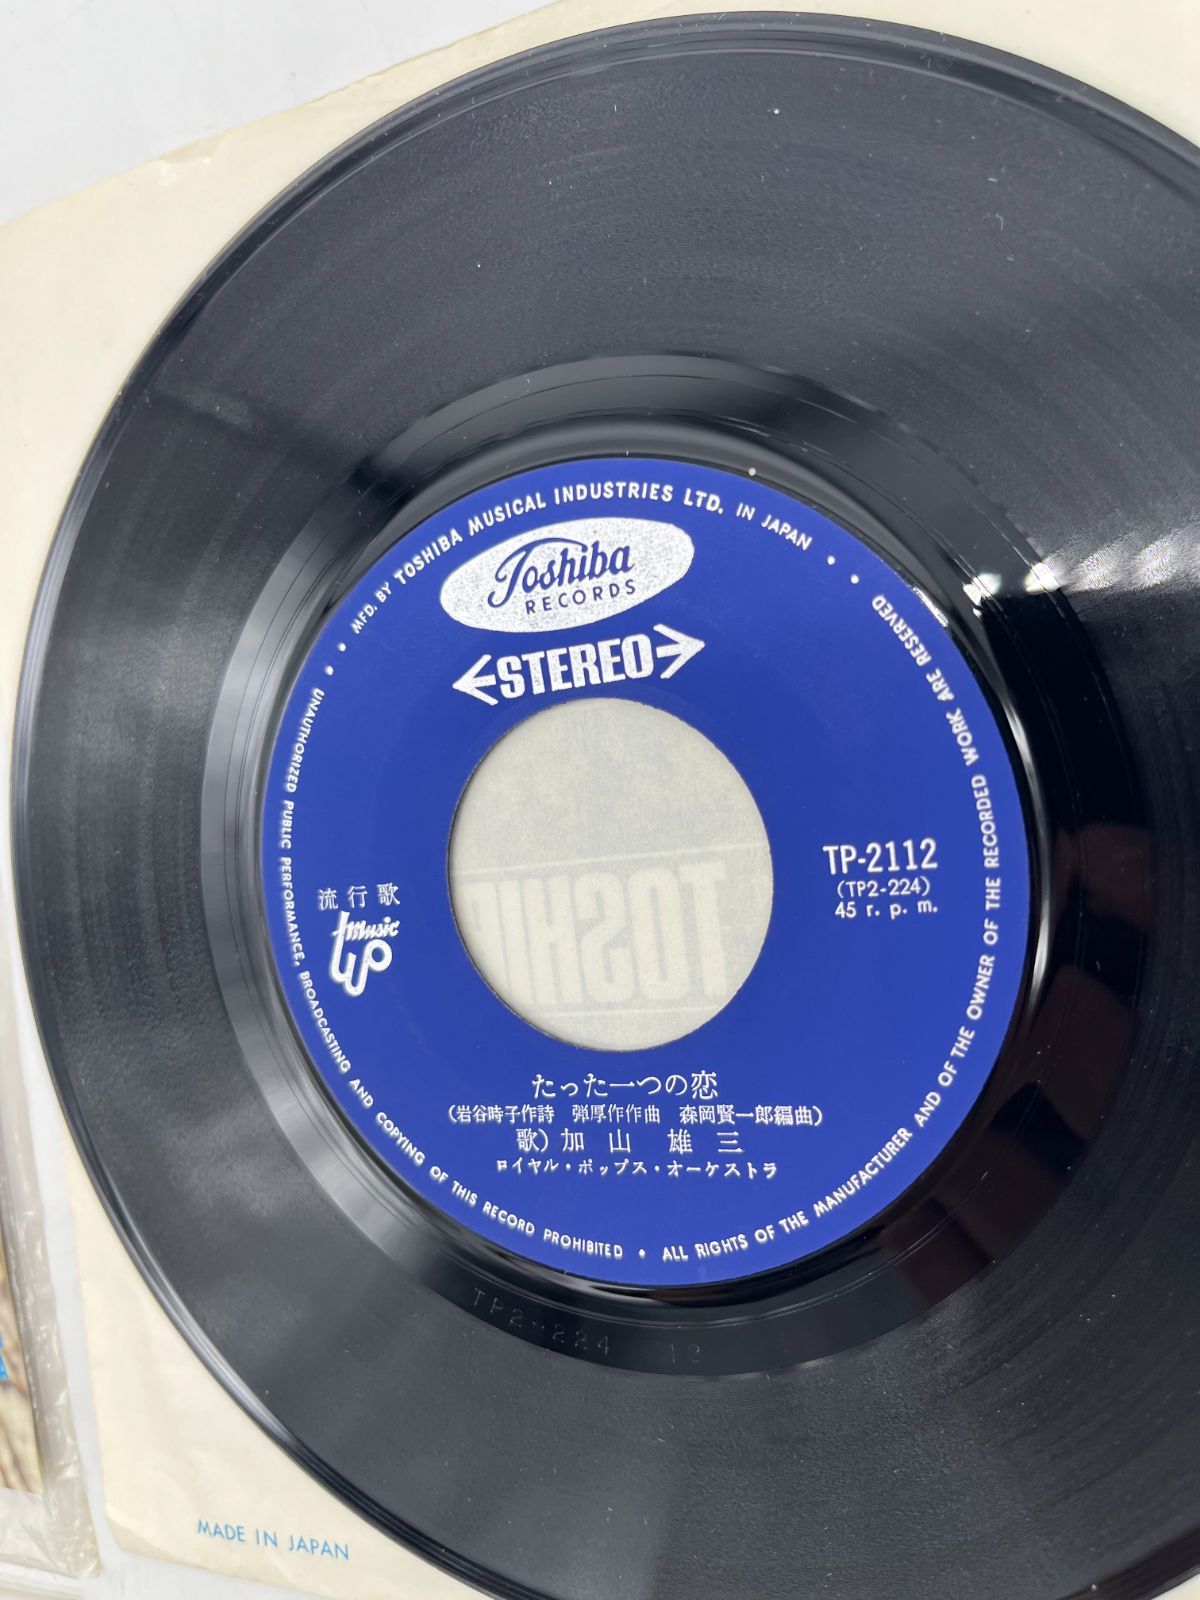 MFD. BY TOSHIBA MUSICAL INDUSTRIES LTD. IN JAPAN
Toshiba
RECORDS
STEREO
TP-2112
(TP2-224)
45 r. p. m.
流行歌
Music
TOSHIB
たった一つの恋
(岩谷時子作詩 弾厚作作曲 森岡賢一郎編曲)
歌) 加山雄三
ロイヤル・ポップス・オーケストラ
• UNAUTHORIZED PUBLIC PERFORMANCE, BROADCASTING AND COPYING OF THIS RECORD PROHIBITED • ALL RIGHTS OF THE MANUFACTURER AND OF THE OWNER OF THE RECORDED WORK ARE RESERVED •
TP2-224 18
MADE IN JAPAN